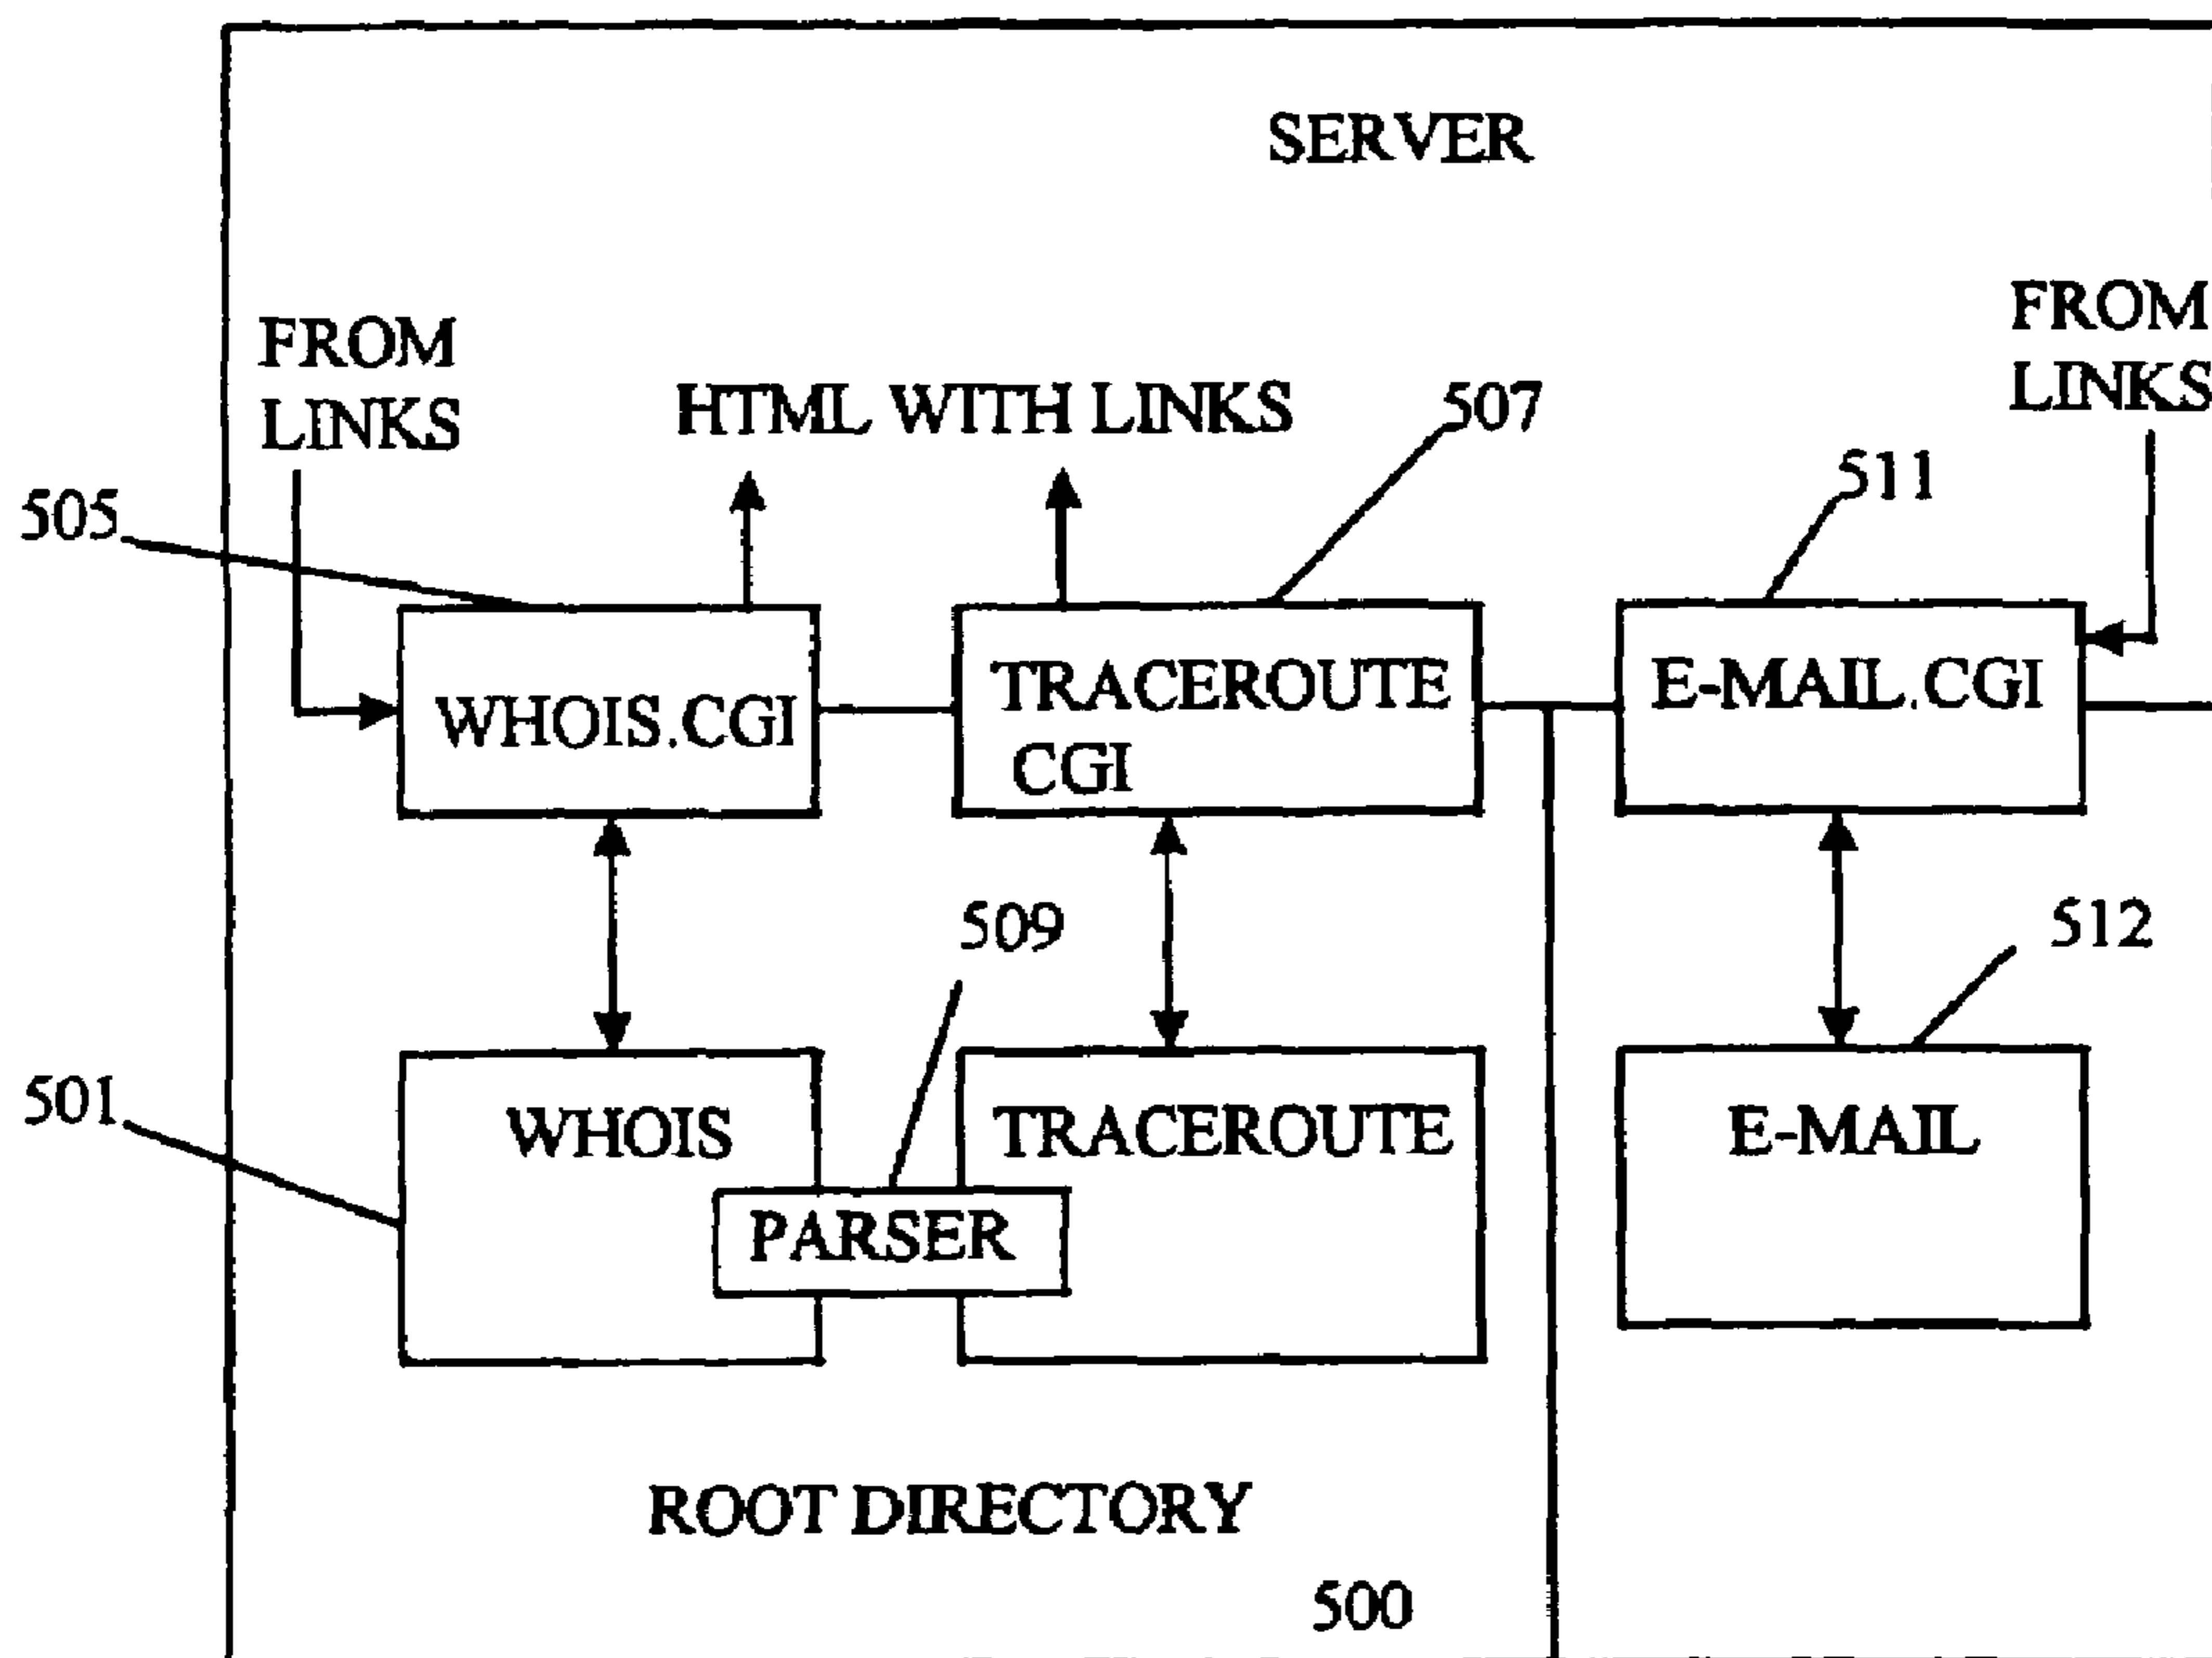 SERVER
FROM
LINKS
HTML WITH LINKS
507
FROM
LINKS
505
511
WHOIS.CGI
TRACEROUTE
CGI
E-MAIL.CGI
509
512
501
WHOIS
TRACEROUTE
E-MAIL
PARSER
ROOT DIRECTORY
500